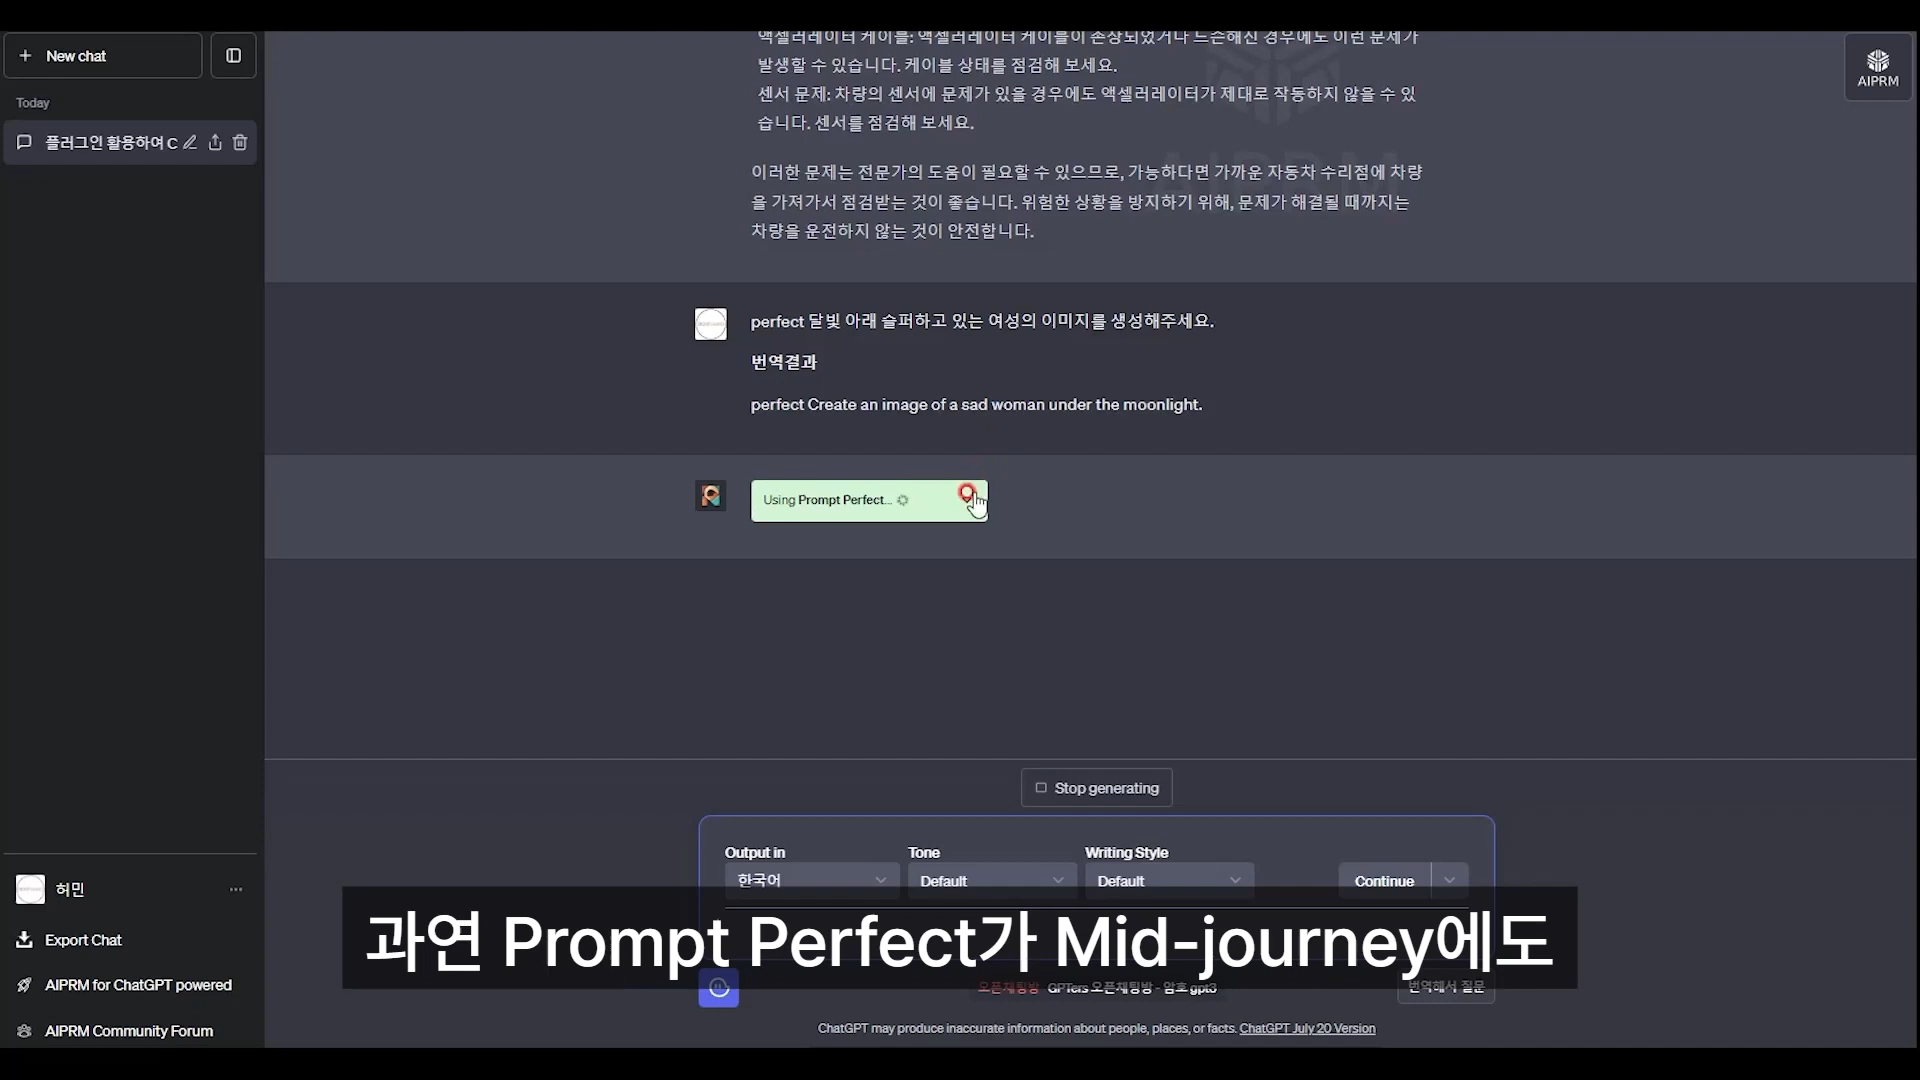 New chat
Today
플러그인 활용하여 C
AIPRM
액셀러레이터 케이블: 액셀러레이터 케이블이 손상되었거나 느슨해진 경우에도 이런 문제가
발생할 수 있습니다. 케이블 상태를 점검해 보세요.
센서 문제: 차량의 센서에 문제가 있을 경우에도 액셀러레이터가 제대로 작동하지 않을 수 있
습니다. 센서를 점검해 보세요.
이러한 문제는 전문가의 도움이 필요할 수 있으므로, 가능하다면 가까운 자동차 수리점에 차량
을 가져가서 점검받는 것이 좋습니다. 위험한 상황을 방지하기 위해, 문제가 해결될 때까지는
차량을 운전하지 않는 것이 안전합니다.
AIPRM
perfect 달빛 아래 슬퍼하고 있는 여성의 이미지를 생성해주세요.
번역결과
perfect Create an image of a sad woman under the moonlight.
Using Prompt Perfect...
Stop generating
Output in Tone Writing Style
한국어 Default Default Continue
허민
Export Chat
AIPRM for ChatGPT powered
AIPRM Community Forum
과연 Prompt Perfect가 Mid-journey에도
오픈채팅방 GPTers 오픈채팅방 - 암호 gpt3
번역해서 질문
ChatGPT may produce inaccurate information about people, places, or facts. ChatGPT July 20 Version